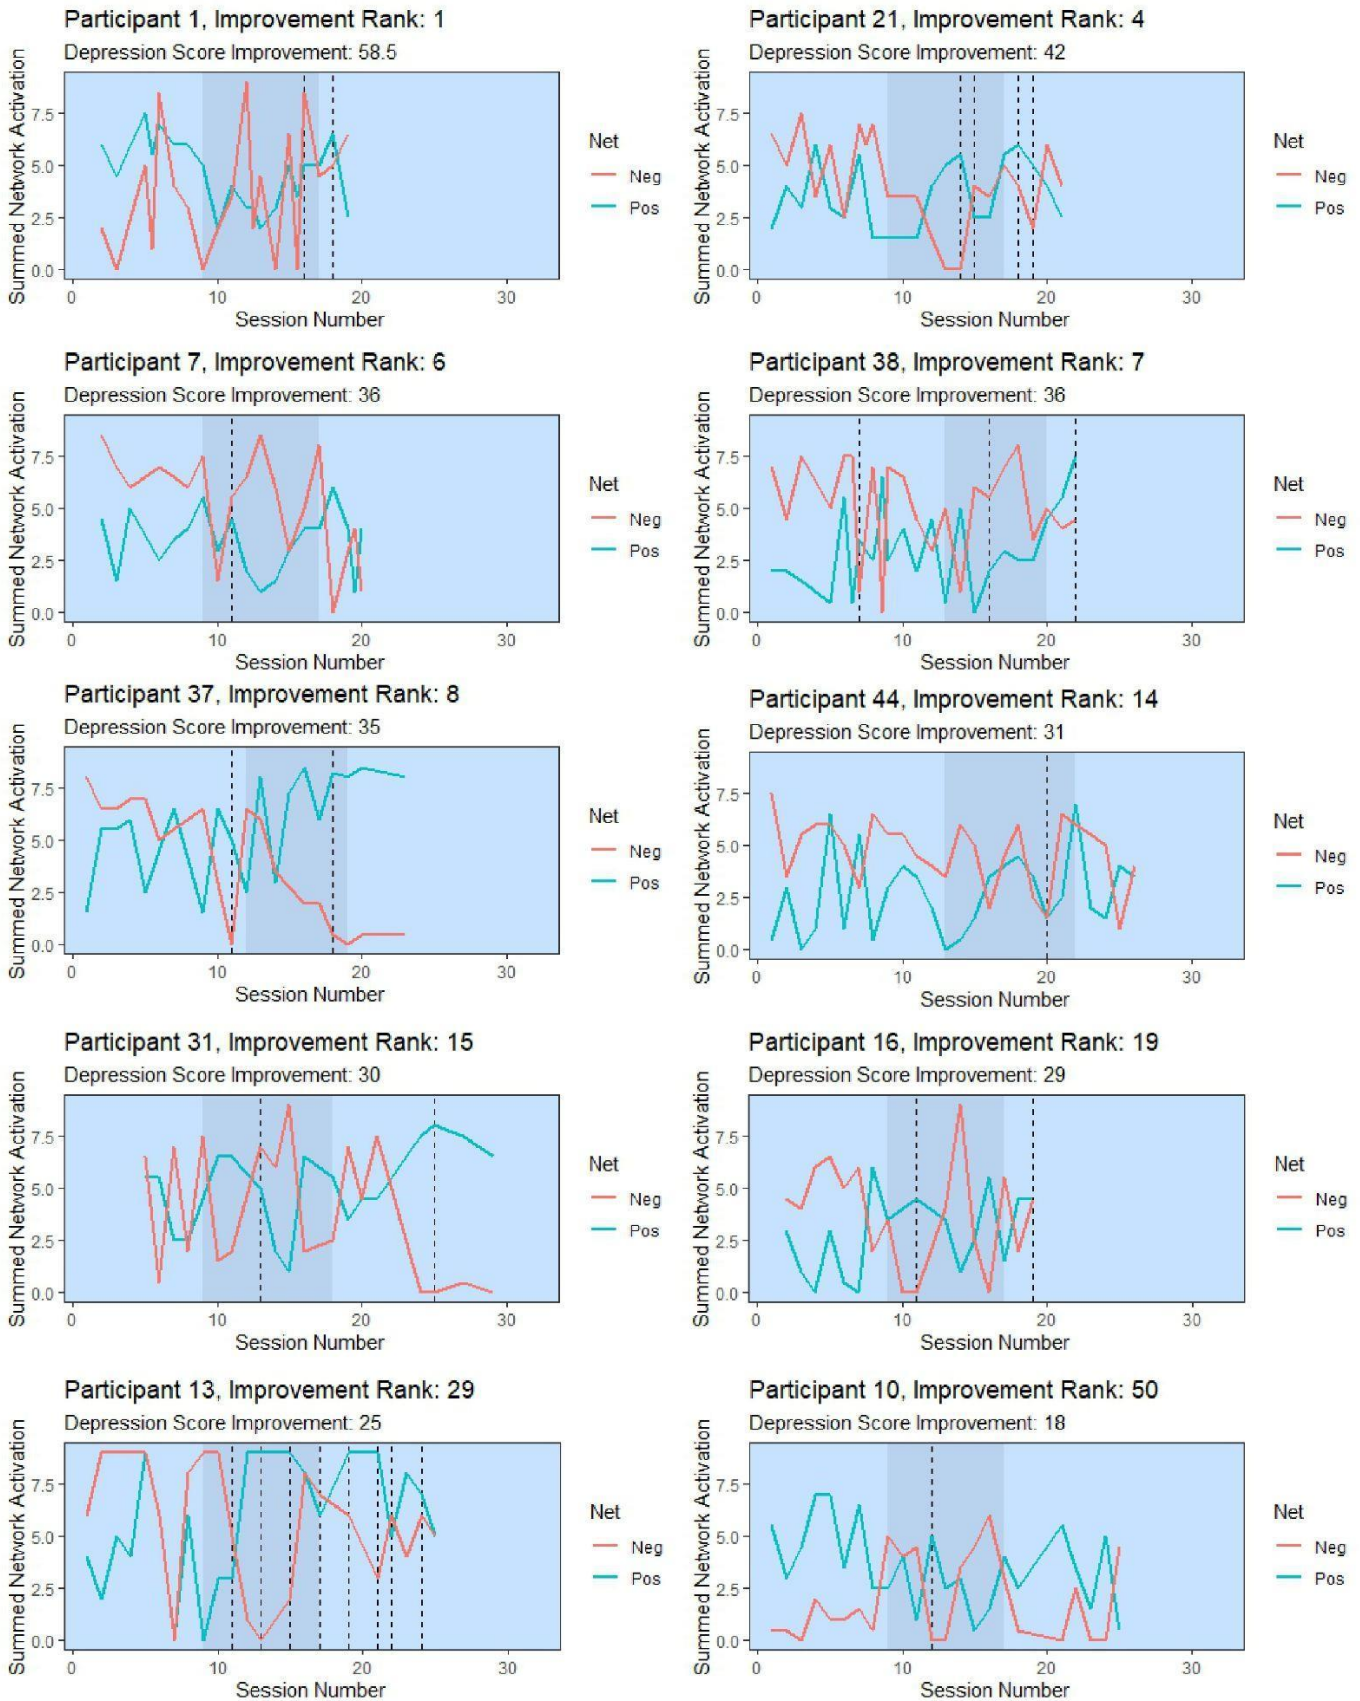 Participant 1, Improvement Rank: 1
Depression Score Improvement: 58.5
Summed Network Activation
7.5
5.0
2.5
0.0
0 10 20 30
Session Number
Net
Neg
Pos
Participant 21, Improvement Rank: 4
Depression Score Improvement: 42
Summed Network Activation
7.5
5.0
2.5
0.0
0 10 20 30
Session Number
Net
Neg
Pos
Participant 7, Improvement Rank: 6
Depression Score Improvement: 36
Summed Network Activation
7.5
5.0
2.5
0.0
0 10 20 30
Session Number
Net
Neg
Pos
Participant 38, Improvement Rank: 7
Depression Score Improvement: 36
Summed Network Activation
7.5
5.0
2.5
0.0
0 10 20 30
Session Number
Net
Neg
Pos
Participant 37, Improvement Rank: 8
Depression Score Improvement: 35
Summed Network Activation
7.5
5.0
2.5
0.0
0 10 20 30
Session Number
Net
Neg
Pos
Participant 44, Improvement Rank: 14
Depression Score Improvement: 31
Summed Network Activation
7.5
5.0
2.5
0.0
0 10 20 30
Session Number
Net
Neg
Pos
Participant 31, Improvement Rank: 15
Depression Score Improvement: 30
Summed Network Activation
7.5
5.0
2.5
0.0
0 10 20 30
Session Number
Net
Neg
Pos
Participant 16, Improvement Rank: 19
Depression Score Improvement: 29
Summed Network Activation
7.5
5.0
2.5
0.0
0 10 20 30
Session Number
Net
Neg
Pos
Participant 13, Improvement Rank: 29
Depression Score Improvement: 25
Summed Network Activation
7.5
5.0
2.5
0.0
0 10 20 30
Session Number
Net
Neg
Pos
Participant 10, Improvement Rank: 50
Depression Score Improvement: 18
Summed Network Activation
7.5
5.0
2.5
0.0
0 10 20 30
Session Number
Net
Neg
Pos